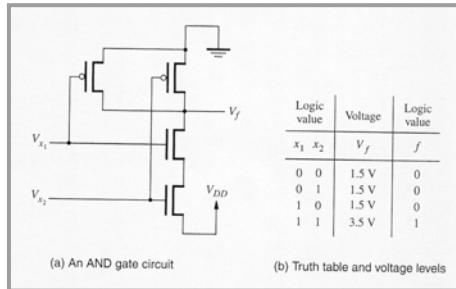 V_f
V_x1
V_x2
V_DD
(a) An AND gate circuit
Logic value Voltage Logic value
x1 x2 V_f f
0 0 1.5 V 0
0 1 1.5 V 0
1 0 1.5 V 0
1 1 3.5 V 1
(b) Truth table and voltage levels